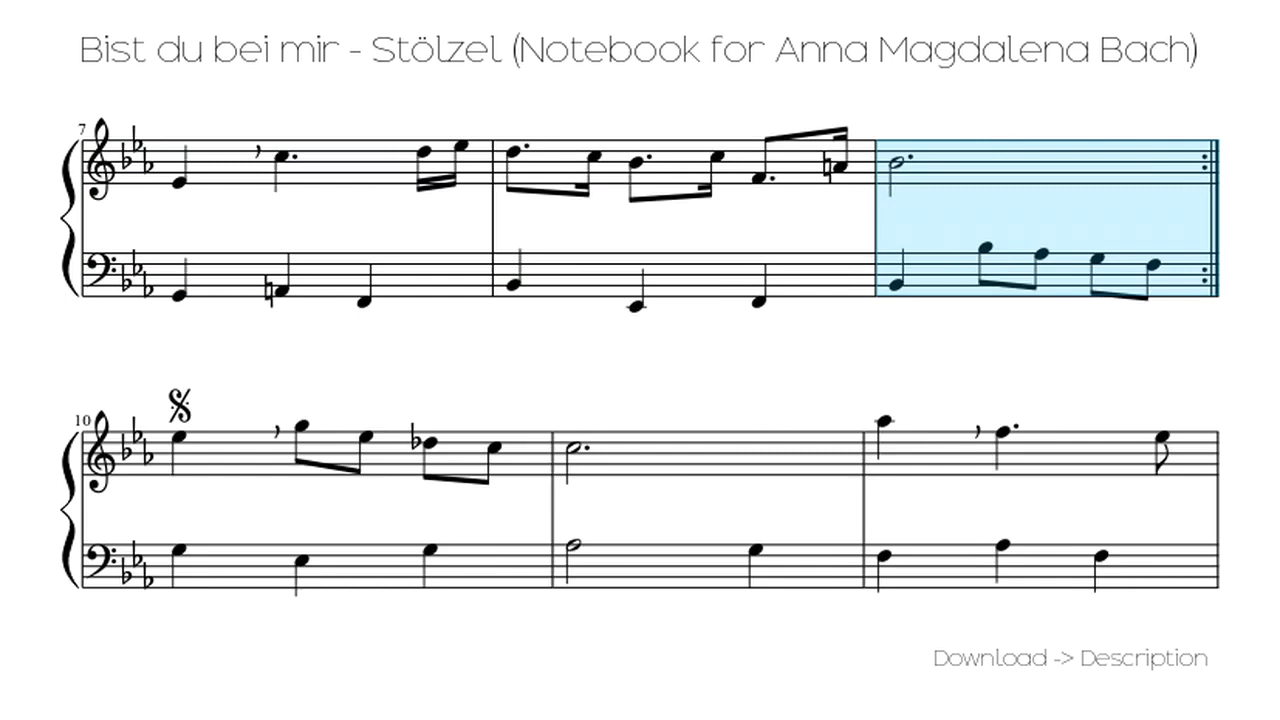 Bist du bei mir - Stölzel (Notebook for Anna Magdalena Bach)
7
10
Download -> Description